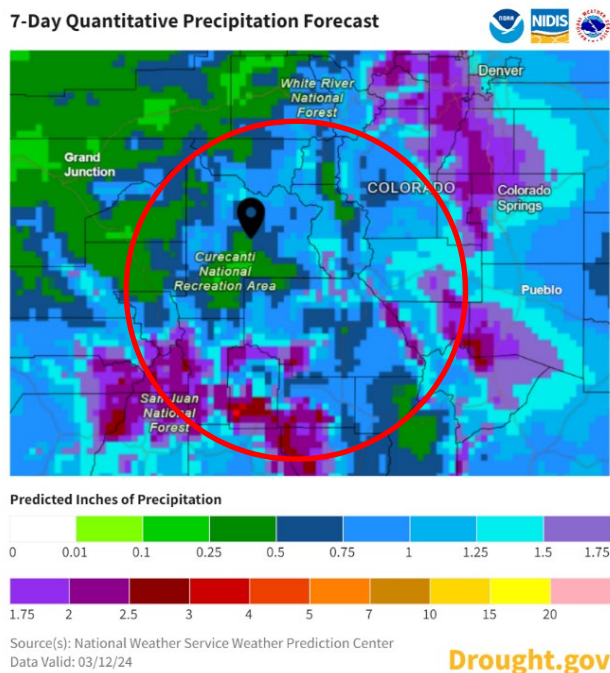 7-Day Quantitative Precipitation Forecast
NOAA
NIDIS
White River
National
Forest
Denver
Grand
Junction
COLORADO
Colorado
Springs
Curecanti
National
Recreation Area
Pueblo
San Juan
National
Forest
Predicted Inches of Precipitation
0 0.01 0.1 0.25 0.5 0.75 1 1.25 1.5 1.75
1.75 2 2.5 3 4 5 7 10 15 20
Source(s): National Weather Service Weather Prediction Center
Data Valid: 03/12/24
Drought.gov